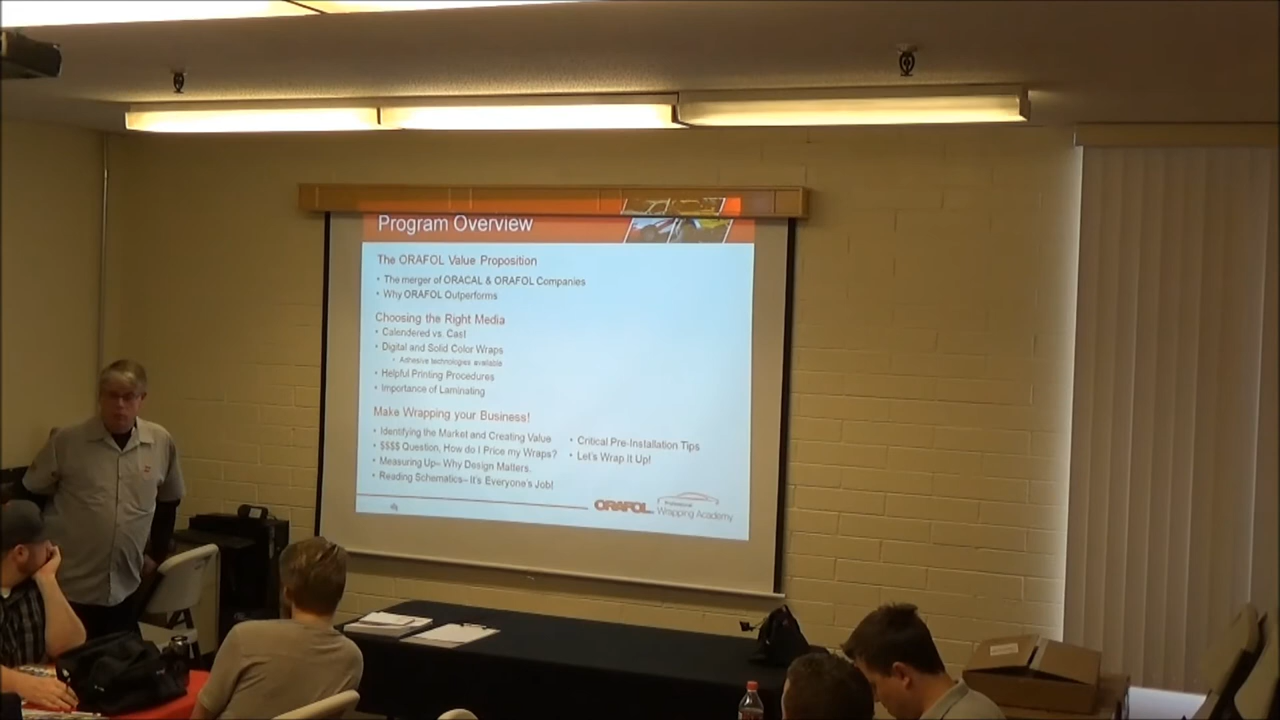 Program Overview
The ORAFOL Value Proposition
• The merger of ORACAL & ORAFOL Companies
• Why ORAFOL Outperforms
Choosing the Right Media
• Calendered vs. Cast
• Digital and Solid Color Wraps
• Adhesive technologies available
• Helpful Printing Procedures
• Importance of Laminating
Make Wrapping your Business!
• Identifying the Market and Creating Value
• $$$$ Question, How do I Price my Wraps?
• Measuring Up– Why Design Matters.
• Reading Schematics– It's Everyone's Job!
• Critical Pre-Installation Tips
• Let's Wrap It Up!
ORAFOL
Professional
Wrapping Academy